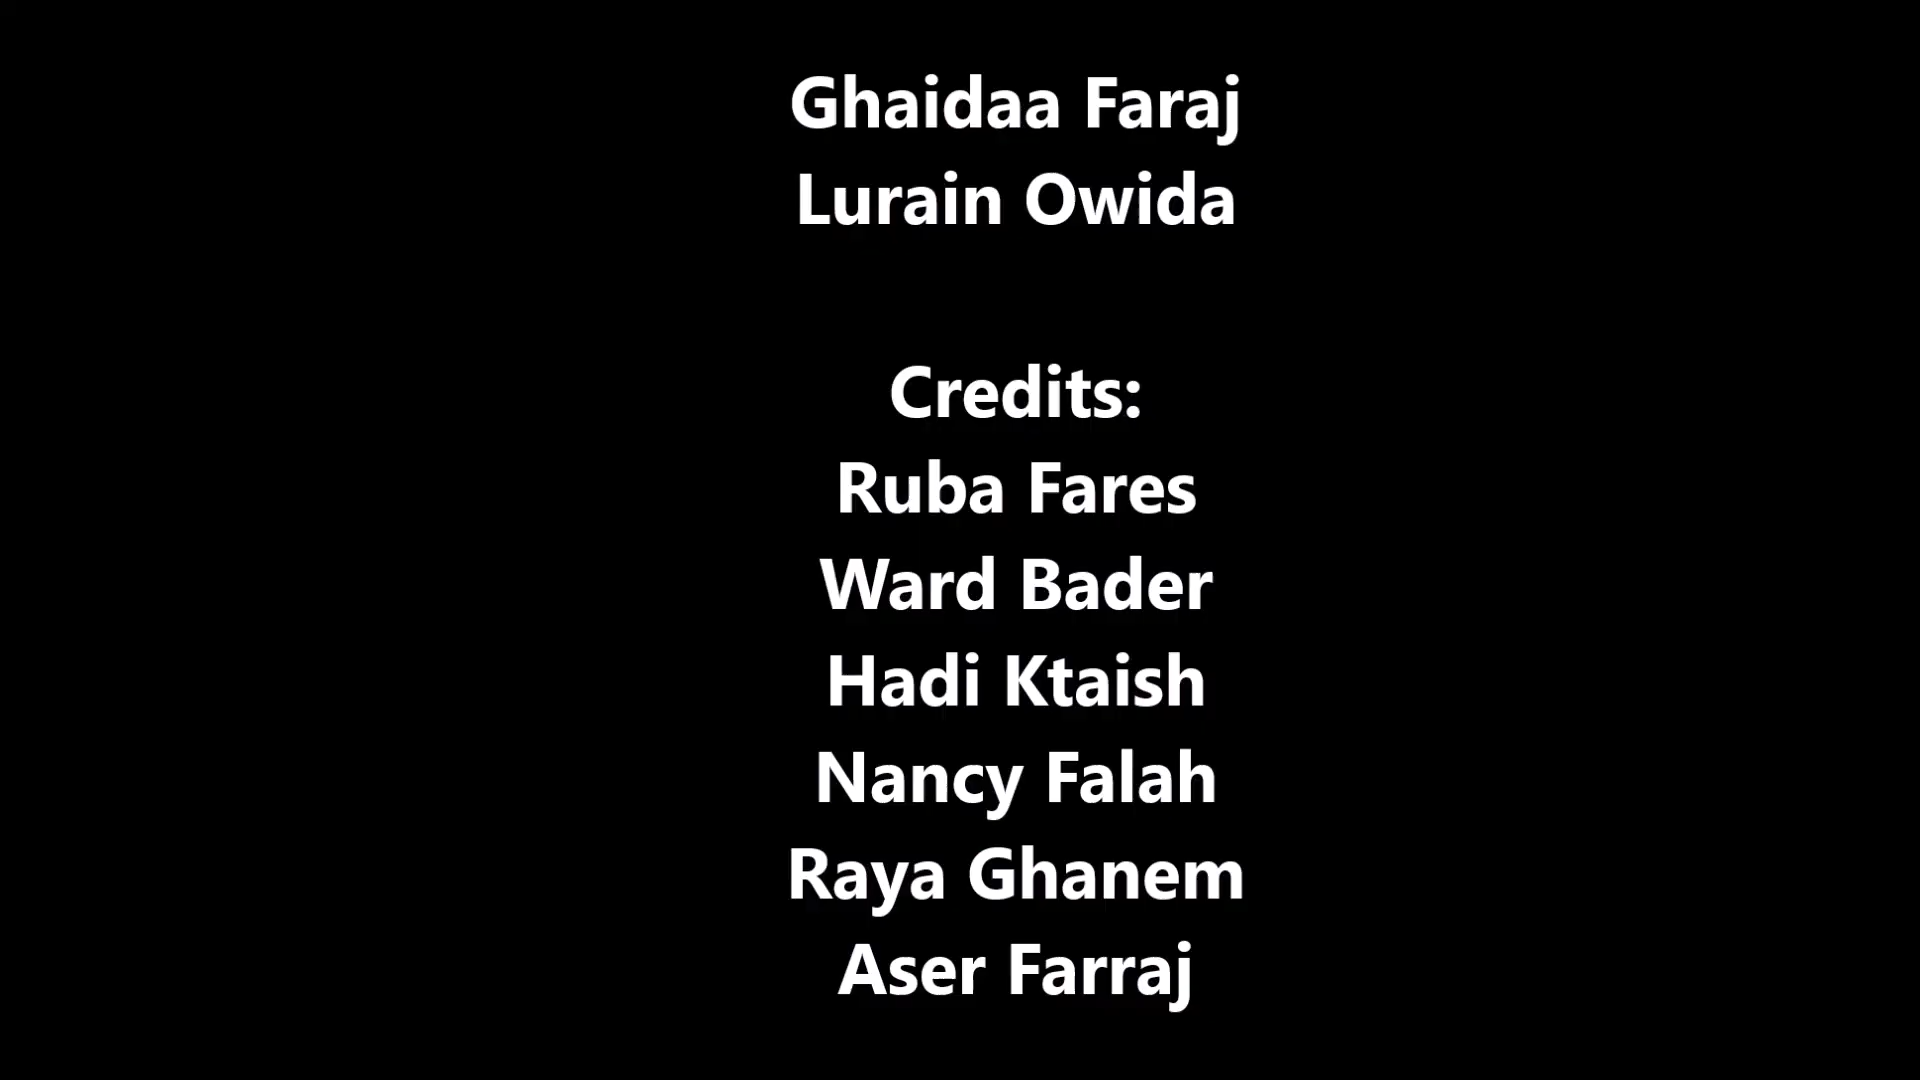 Ghaidaa Faraj
Lurain Owida
Credits:
Ruba Fares
Ward Bader
Hadi Ktaish
Nancy Falah
Raya Ghanem
Aser Farraj